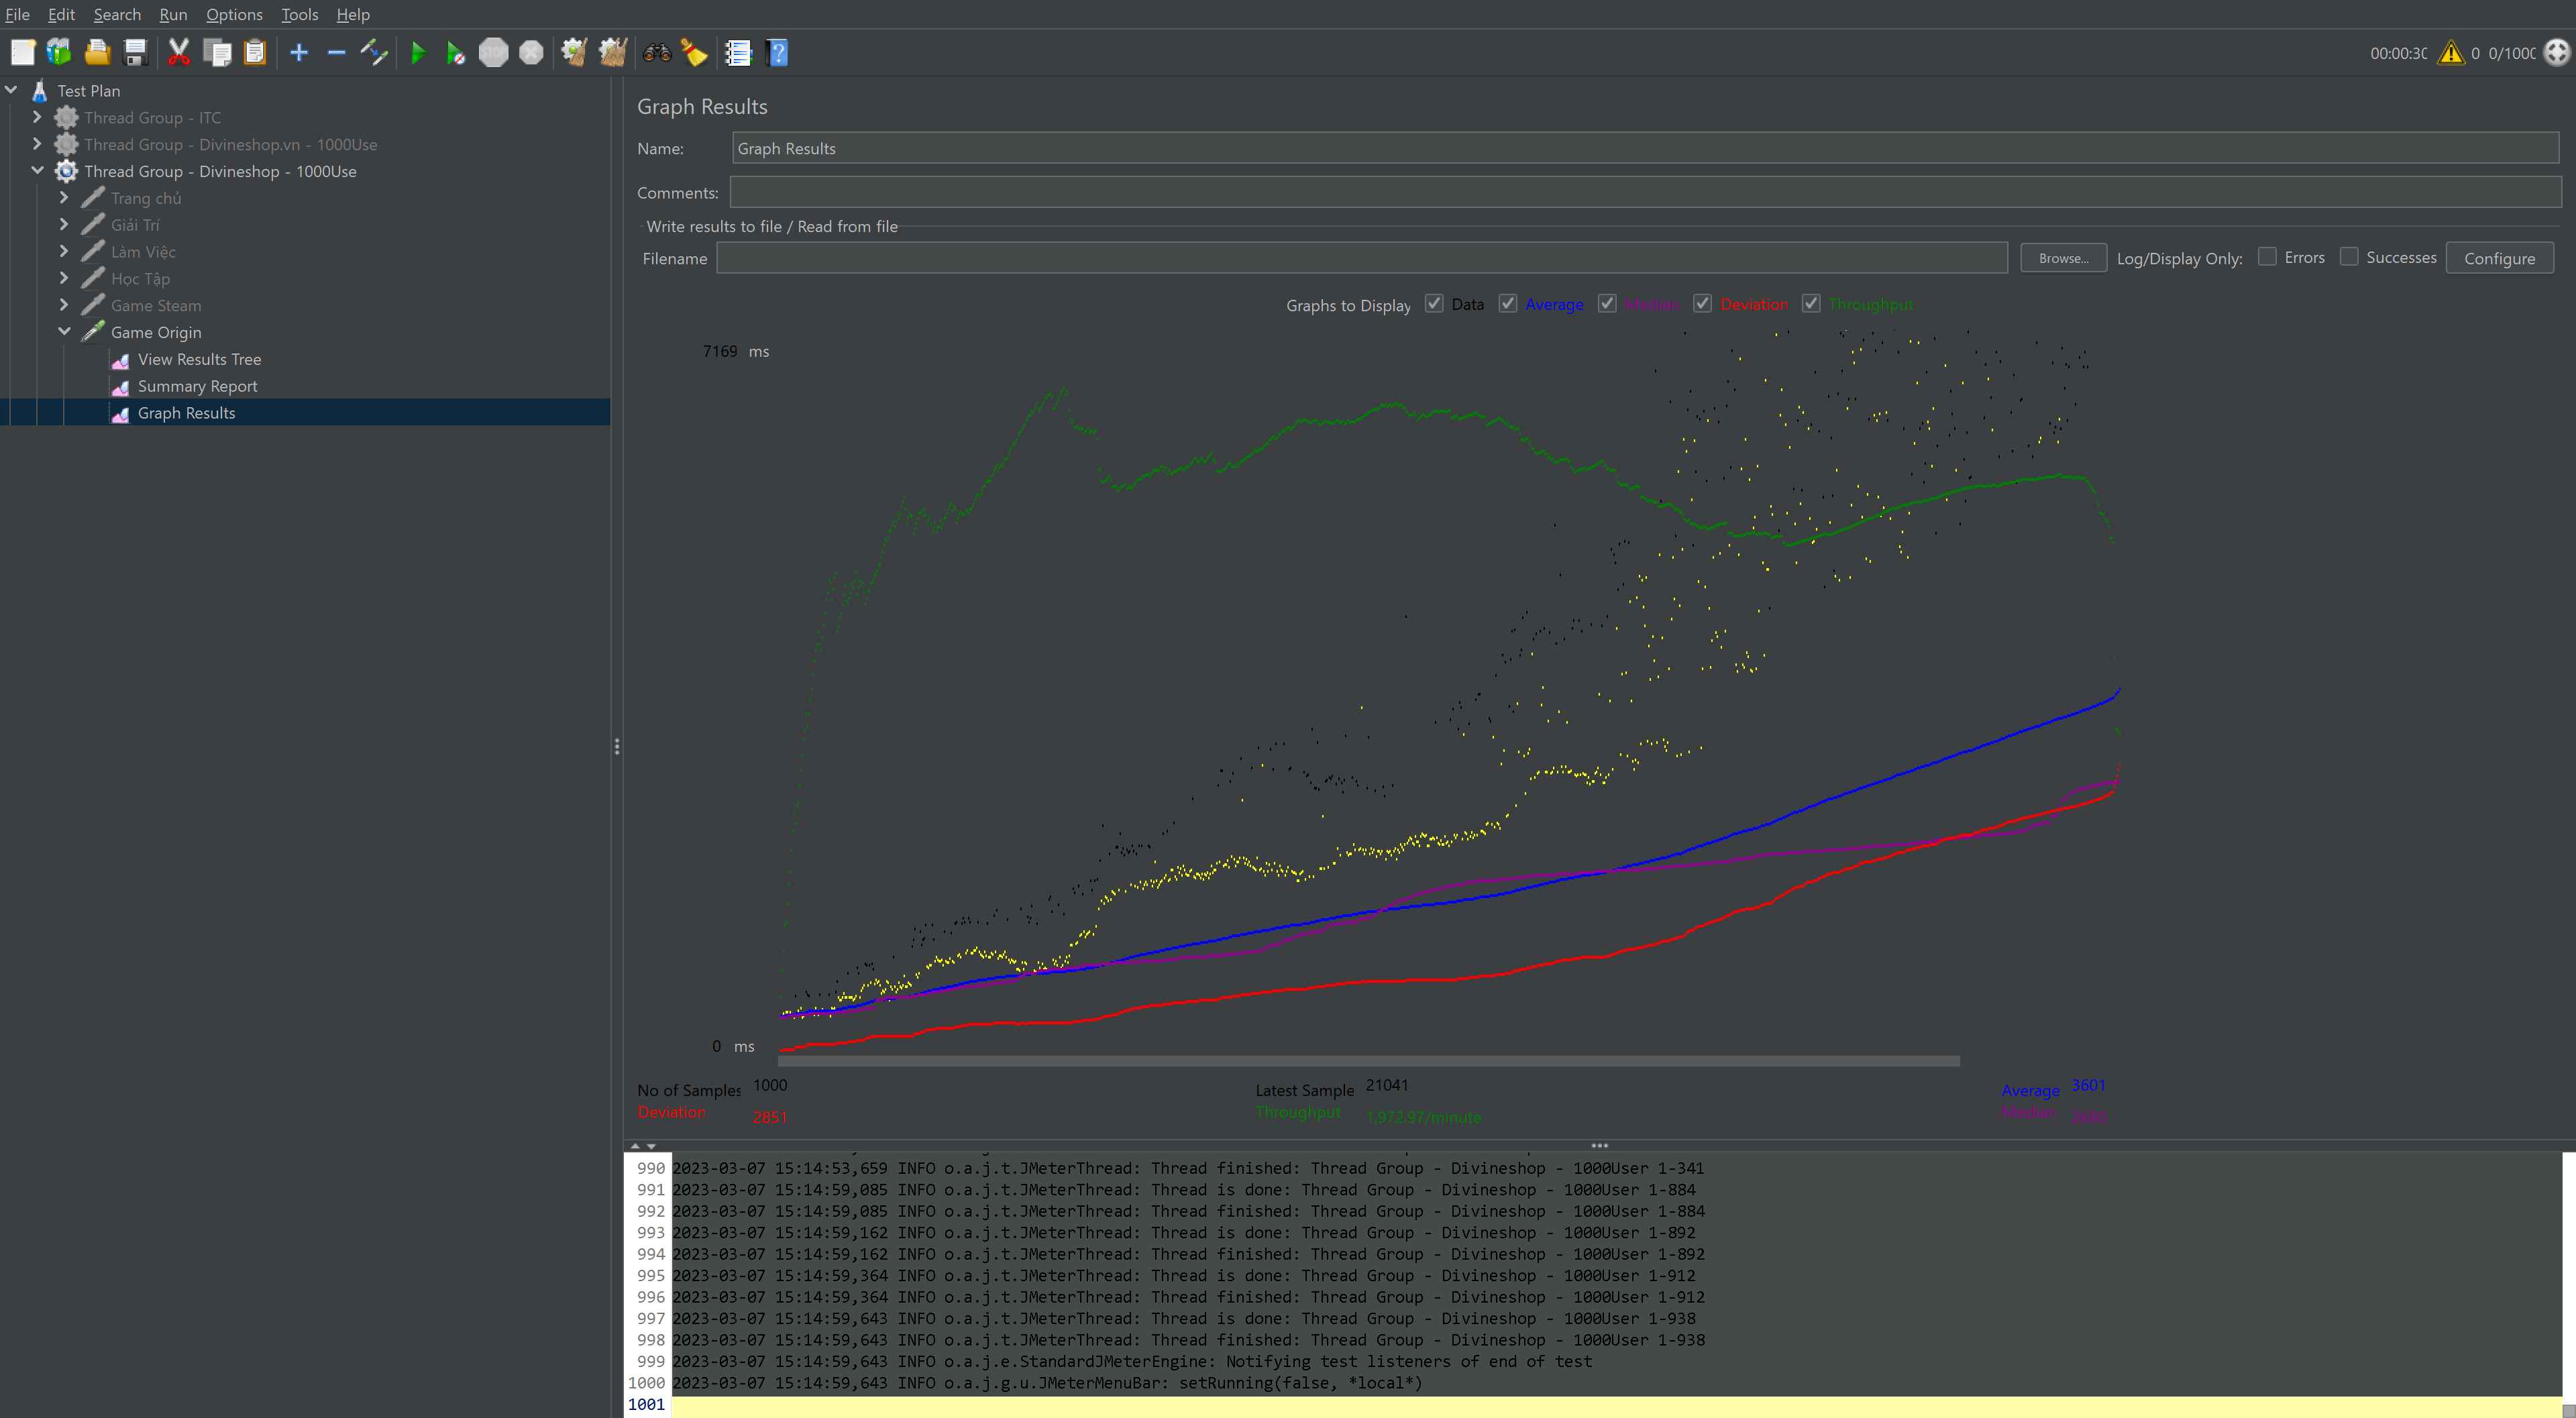 File Edit Search Run Options Tools Help
00:00:30 0 0/1000
Test Plan
Thread Group - ITC
Thread Group - Divineshop.vn - 1000Use
Thread Group - Divineshop - 1000Use
Trang chủ
Giải Trí
Làm Việc
Học Tập
Game Steam
Game Origin
View Results Tree
Summary Report
Graph Results
Graph Results
Name: Graph Results
Comments:
Write results to file / Read from file
Filename Browse... Log/Display Only: Errors Successes Configure
Graphs to Display Data Average Median Deviation Throughput
7169 ms
0 ms
No of Samples 1000 Latest Sample 21041 Average 3601
Deviation 2851 Throughput 1,972.97/minute Median
990 2023-03-07 15:14:53,659 INFO o.a.j.t.JMeterThread: Thread finished: Thread Group - Divineshop - 1000User 1-341
991 2023-03-07 15:14:59,085 INFO o.a.j.t.JMeterThread: Thread is done: Thread Group - Divineshop - 1000User 1-884
992 2023-03-07 15:14:59,085 INFO o.a.j.t.JMeterThread: Thread finished: Thread Group - Divineshop - 1000User 1-884
993 2023-03-07 15:14:59,162 INFO o.a.j.t.JMeterThread: Thread is done: Thread Group - Divineshop - 1000User 1-892
994 2023-03-07 15:14:59,162 INFO o.a.j.t.JMeterThread: Thread finished: Thread Group - Divineshop - 1000User 1-892
995 2023-03-07 15:14:59,364 INFO o.a.j.t.JMeterThread: Thread is done: Thread Group - Divineshop - 1000User 1-912
996 2023-03-07 15:14:59,364 INFO o.a.j.t.JMeterThread: Thread finished: Thread Group - Divineshop - 1000User 1-912
997 2023-03-07 15:14:59,643 INFO o.a.j.t.JMeterThread: Thread is done: Thread Group - Divineshop - 1000User 1-938
998 2023-03-07 15:14:59,643 INFO o.a.j.t.JMeterThread: Thread finished: Thread Group - Divineshop - 1000User 1-938
999 2023-03-07 15:14:59,643 INFO o.a.j.e.StandardJMeterEngine: Notifying test listeners of end of test
1000 2023-03-07 15:14:59,643 INFO o.a.j.g.u.JMeterMenuBar: setRunning(false, *local*)
1001